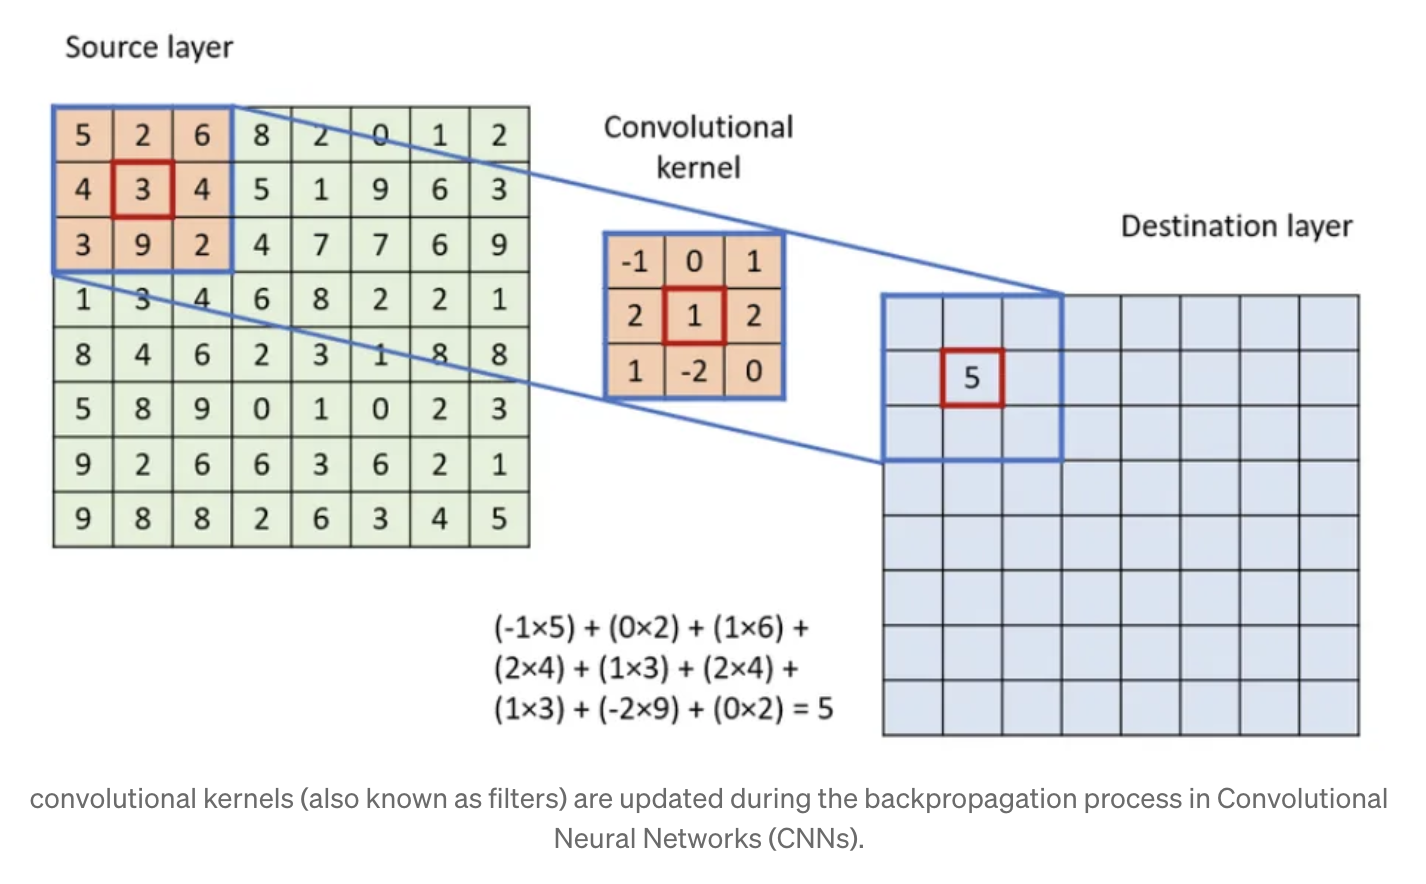 Source layer
5 2 6 8 2 0 1 2
4 3 4 5 1 9 6 3
3 9 2 4 7 7 6 9
1 3 4 6 8 2 2 1
8 4 6 2 3 1 8 8
5 8 9 0 1 0 2 3
9 2 6 6 3 6 2 1
9 8 8 2 6 3 4 5
Convolutional
kernel
-1 0 1
2 1 2
1 -2 0
Destination layer
5
(-1×5) + (0×2) + (1×6) +
(2×4) + (1×3) + (2×4) +
(1×3) + (-2×9) + (0×2) = 5
convolutional kernels (also known as filters) are updated during the backpropagation process in Convolutional
Neural Networks (CNNs).